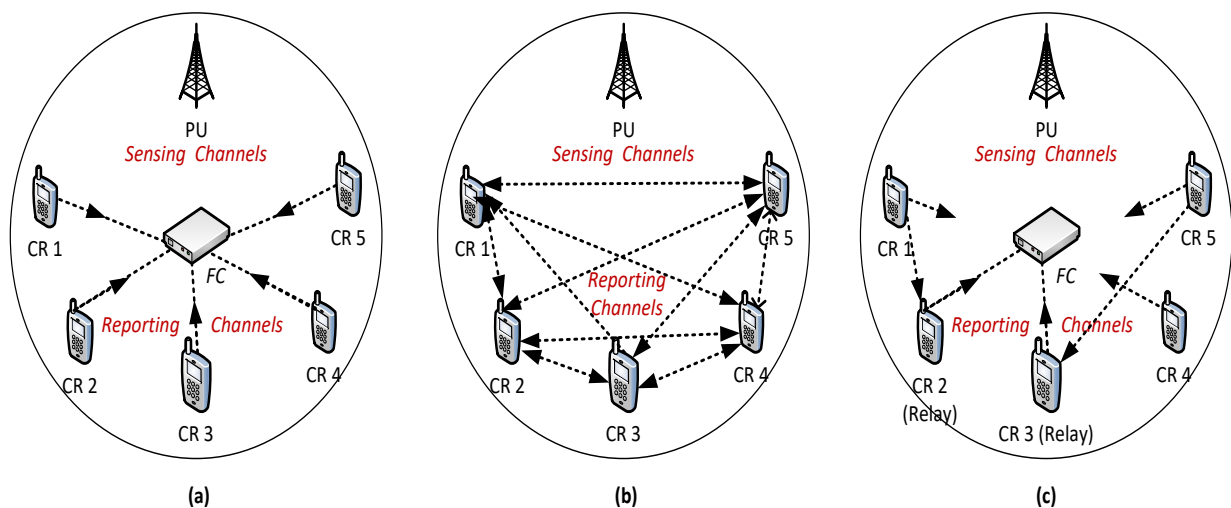 PU
Sensing Channels
CR 1
CR 5
FC
Reporting Channels
CR 2
CR 4
CR 3
(a)
PU
Sensing Channels
CR 1
CR 5
Reporting
Channels
CR 2
CR 4
CR 3
(b)
PU
Sensing Channels
CR 1
CR 5
FC
Reporting Channels
CR 2
(Relay)
CR 4
CR 3 (Relay)
(c)